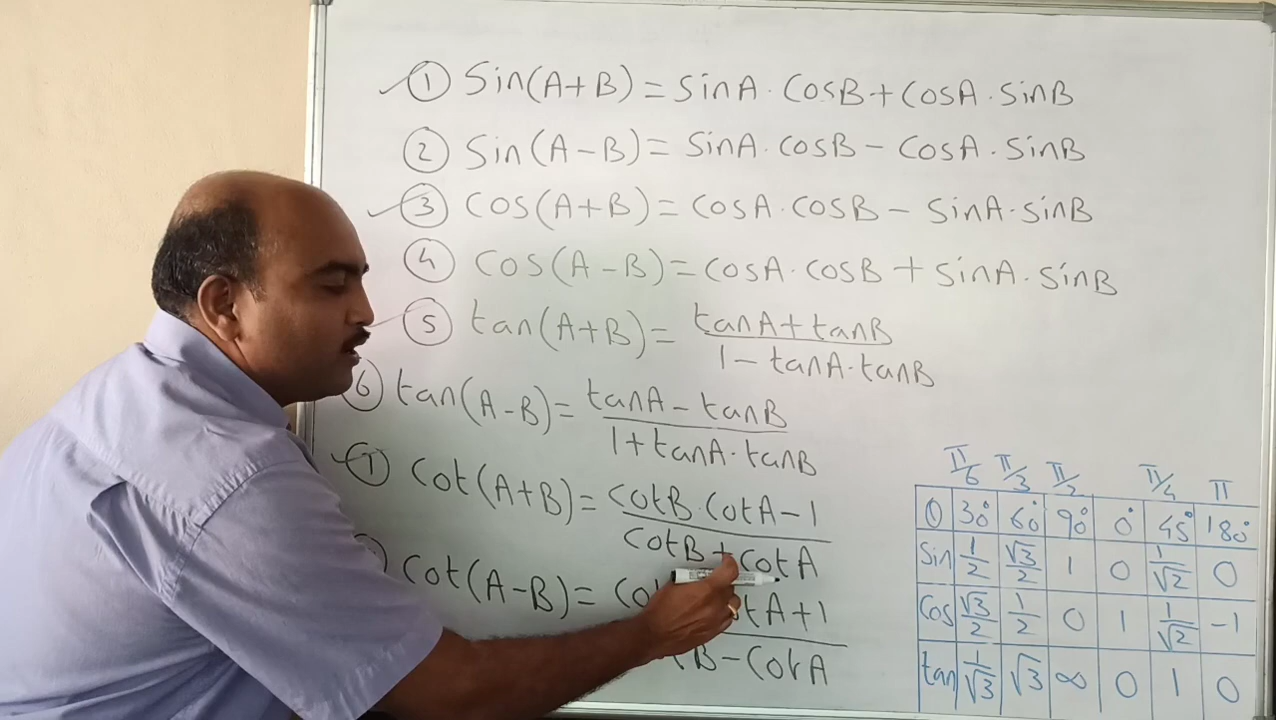 ① Sin(A+B) = SinA · CosB + CosA · SinB
② Sin(A-B) = SinA · CosB - CosA · SinB
③ Cos(A+B) = CosA · CosB - SinA · SinB
④ Cos(A-B) = CosA · CosB + SinA · SinB
⑤ tan(A+B) = tanA + tanB
1 - tanA · tanB
⑥ tan(A-B) = tanA - tanB
1 + tanA · tanB
⑦ Cot(A+B) = CotB · CotA - 1
CotB + CotA
Cot(A-B) = CotA + 1
B - CotA
π/6 π/3 π/2 π/4 π
θ 30° 60° 90° 0° 45° 180°
Sin 1/2 √3/2 1 0 1/√2 0
Cos √3/2 1/2 0 1 1/√2 -1
tan 1/√3 √3 ∞ 0 1 0